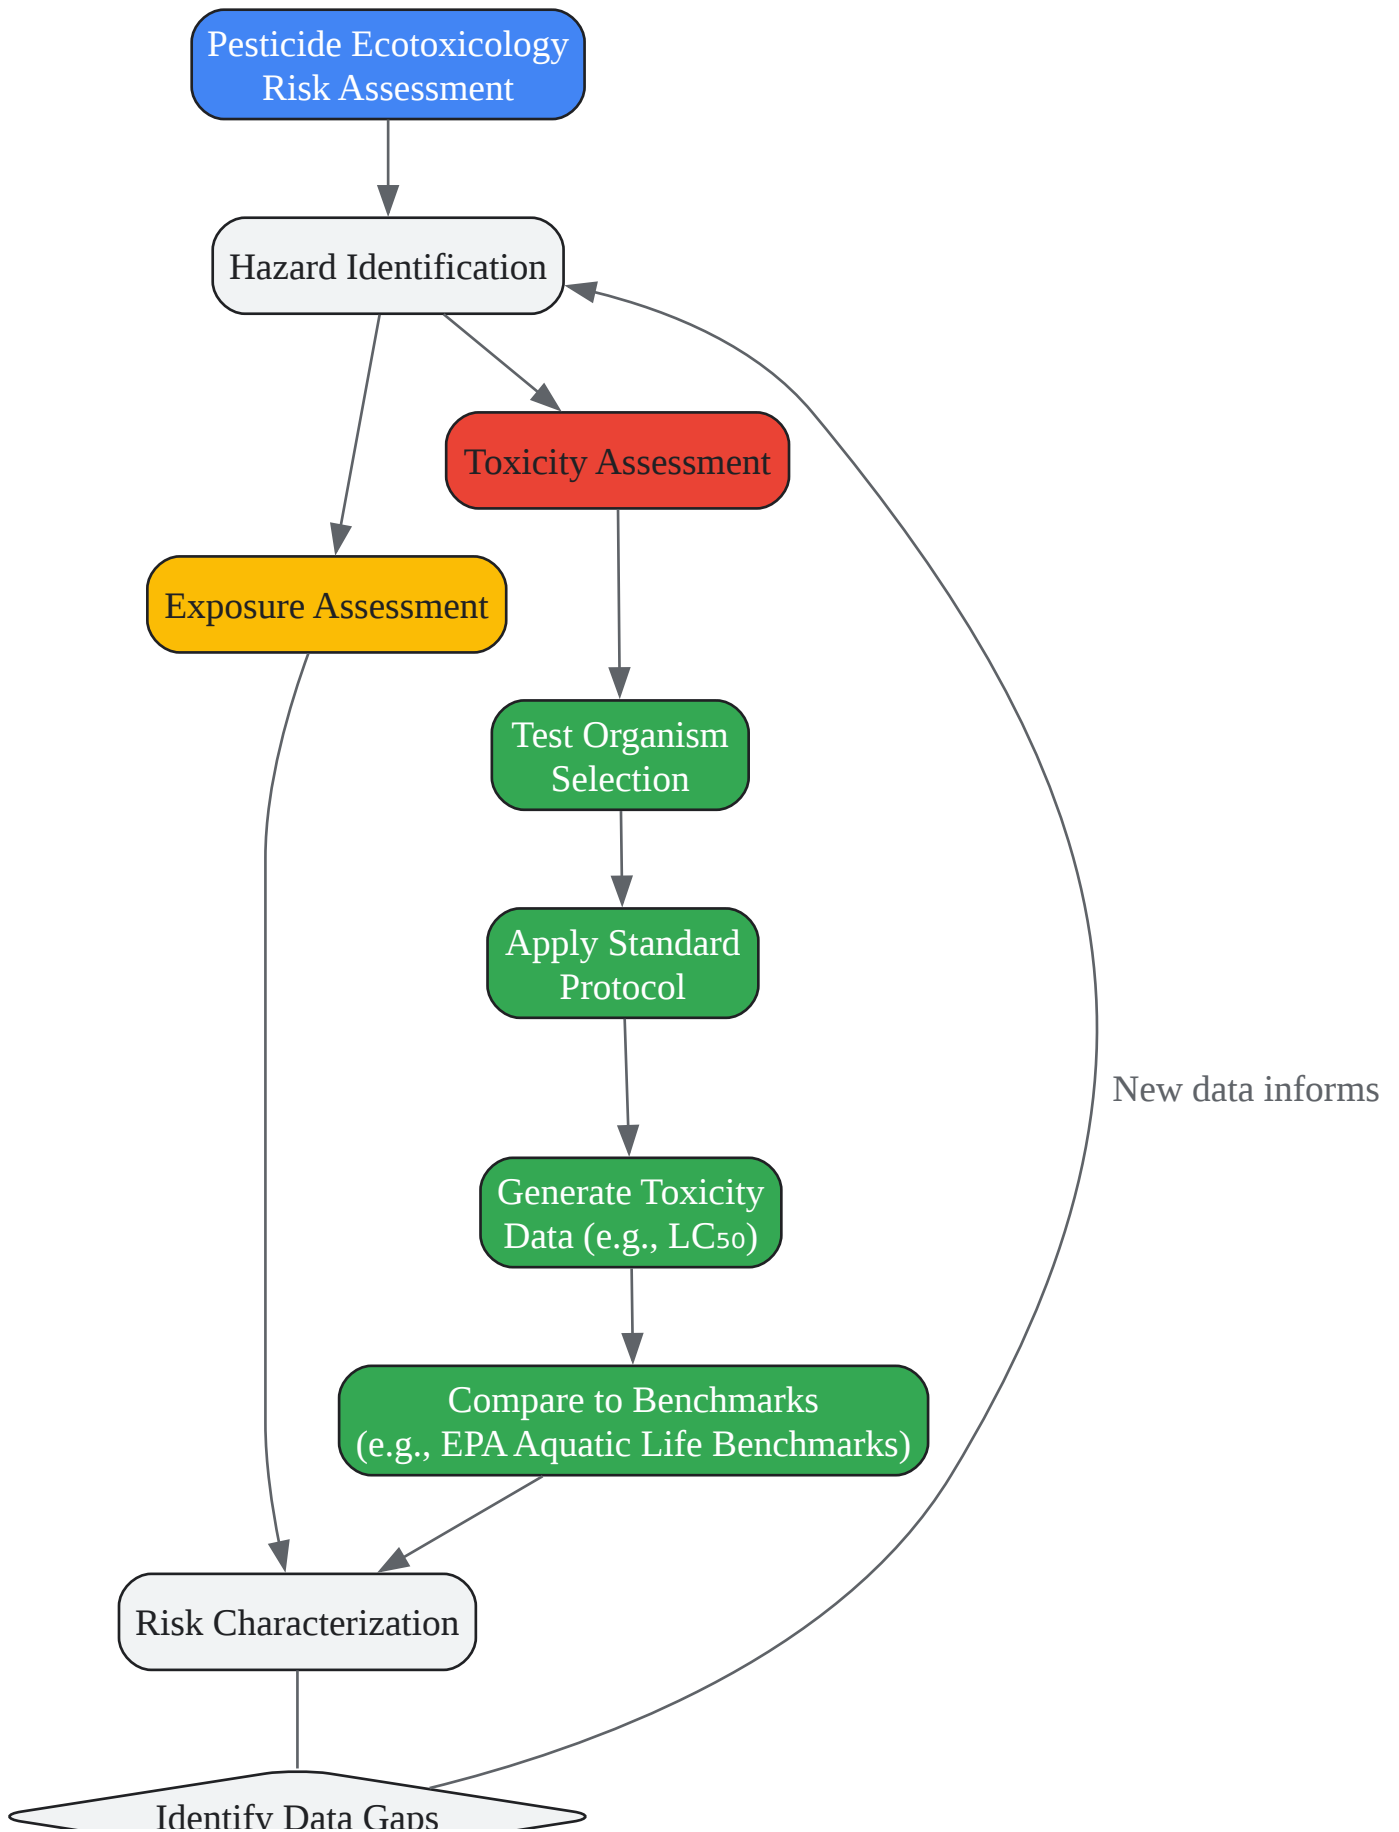 Pesticide Ecotoxicology
Risk Assessment
Hazard Identification
Toxicity Assessment
Exposure Assessment
Test Organism
Selection
Apply Standard
Protocol
New data informs
Generate Toxicity
Data (e.g., LC₅₀)
Compare to Benchmarks
(e.g., EPA Aquatic Life Benchmarks)
Risk Characterization
Identify Data Gaps